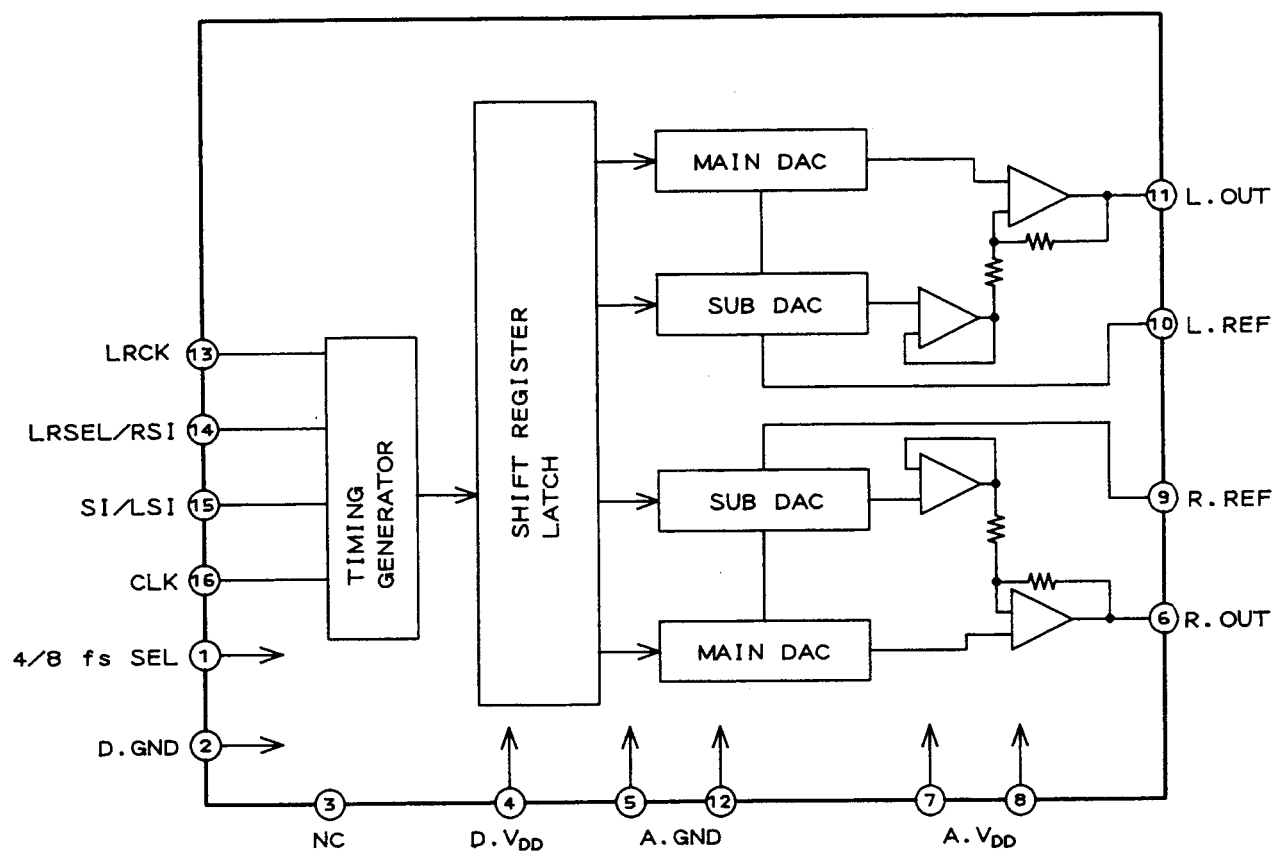 MAIN DAC
11 L.OUT
SUB DAC
10 L.REF
LRCK 13
LRSEL/RSI 14
SI/LSI 15
CLK 16
4/8 fs SEL 1
D.GND 2
TIMING
GENERATOR
SHIFT REGISTER
LATCH
SUB DAC
9 R.REF
MAIN DAC
6 R.OUT
3 4 5 12 7 8
NC D.VDD A.GND A.VDD